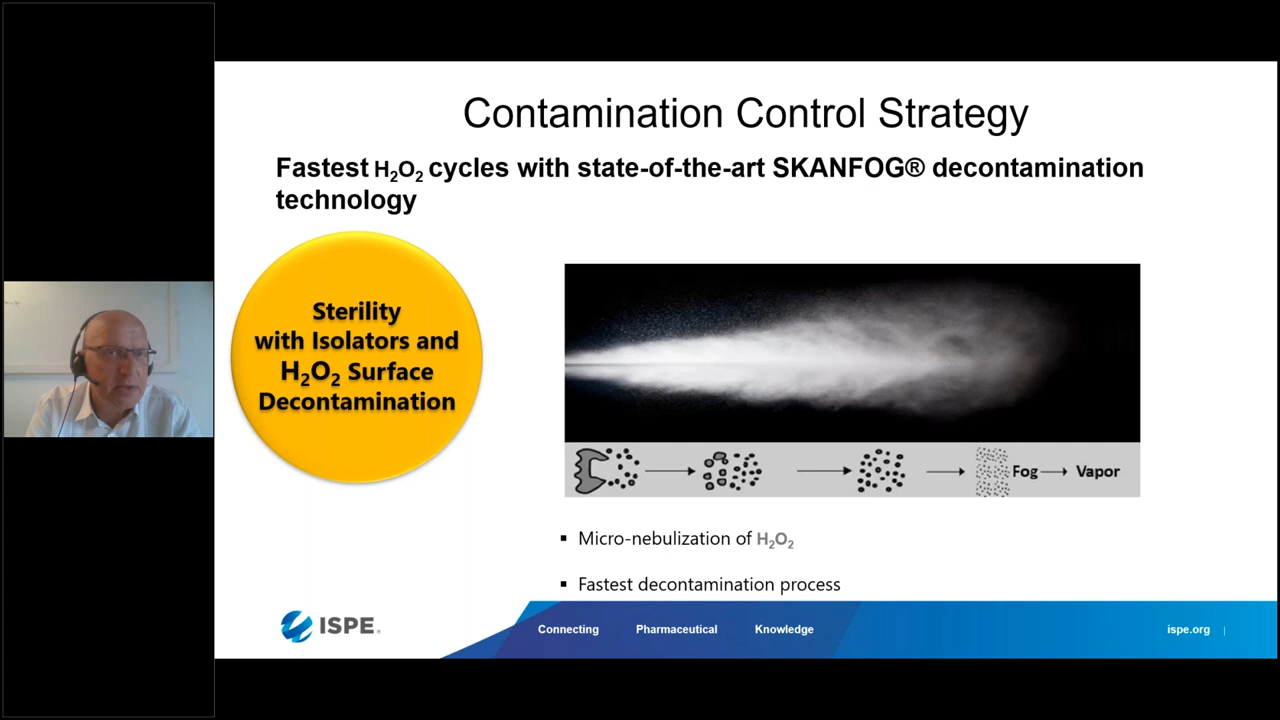 Contamination Control Strategy
Fastest H₂O₂ cycles with state-of-the-art SKANFOG® decontamination
technology
Sterility
with Isolators and
H₂O₂ Surface
Decontamination
Fog
Vapor
Micro-nebulization of H₂O₂
Fastest decontamination process
ISPE®
Connecting
Pharmaceutical
Knowledge
ispe.org |